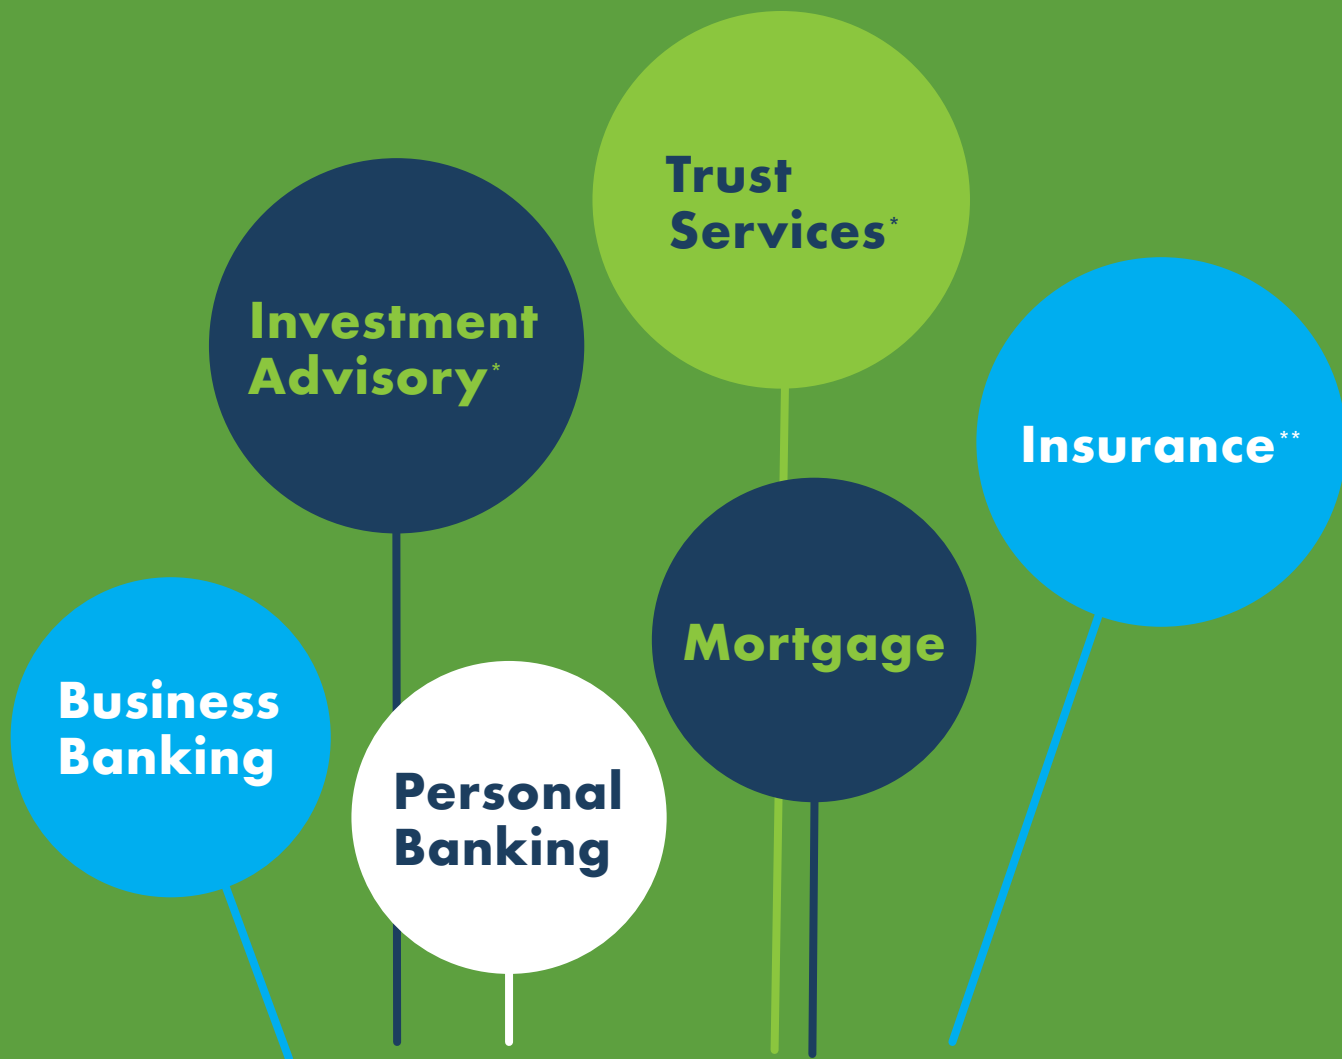 Trust
Services*
Investment
Advisory*
Insurance**
Mortgage
Business
Banking
Personal
Banking